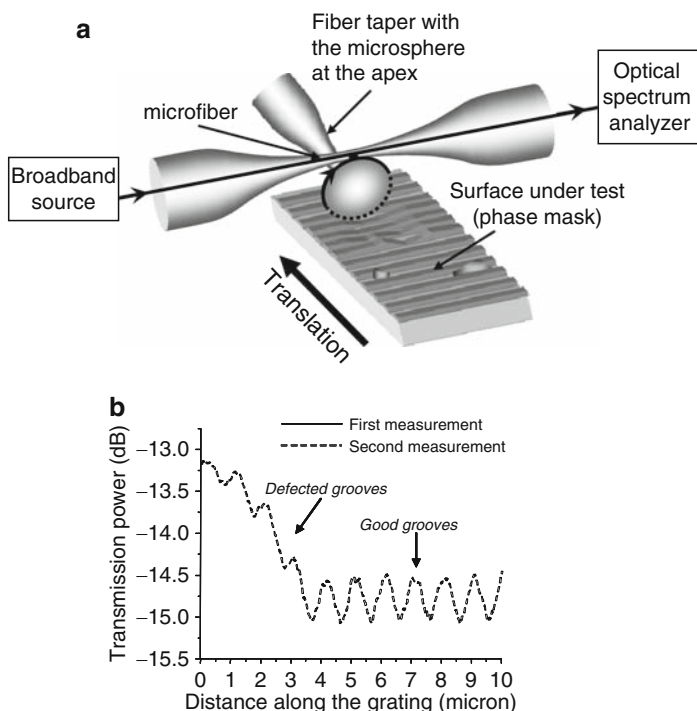 a
Fiber taper with
the microsphere
at the apex
microfiber
Optical
spectrum
analyzer
Broadband
source
Surface under test
(phase mask)
Translation
b
First measurement
Second measurement
Transmission power (dB)
−13.0
−13.5
−14.0
−14.5
−15.0
−15.5
Defected grooves
Good grooves
0 1 2 3 4 5 6 7 8 9 10
Distance along the grating (micron)